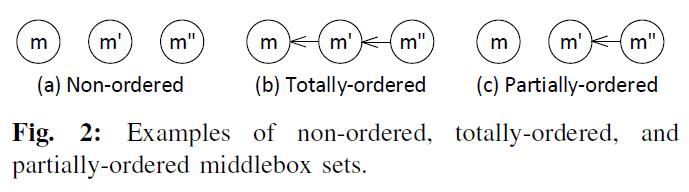 m m' m" m m' m" m m' m"
(a) Non-ordered (b) Totally-ordered (c) Partially-ordered
Fig. 2: Examples of non-ordered, totally-ordered, and
partially-ordered middlebox sets.